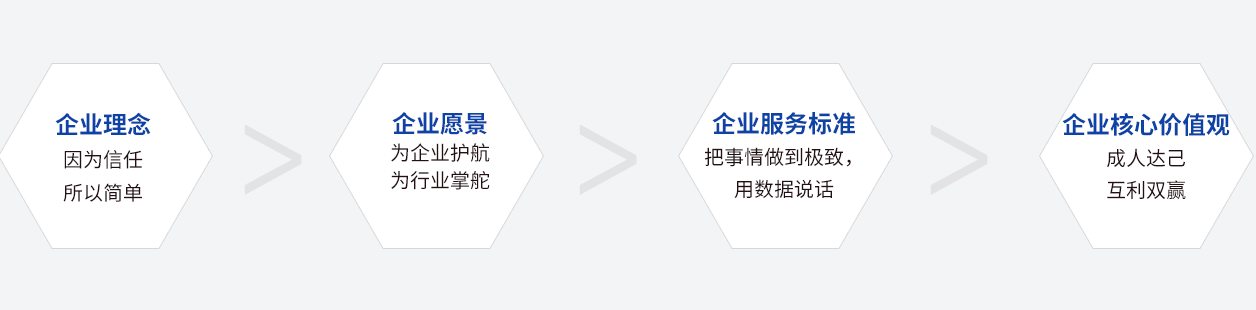 企业理念
因为信任
所以简单
企业愿景
为企业护航
为行业掌舵
企业服务标准
把事情做到极致，
用数据说话
企业核心价值观
成人达己
互利双赢